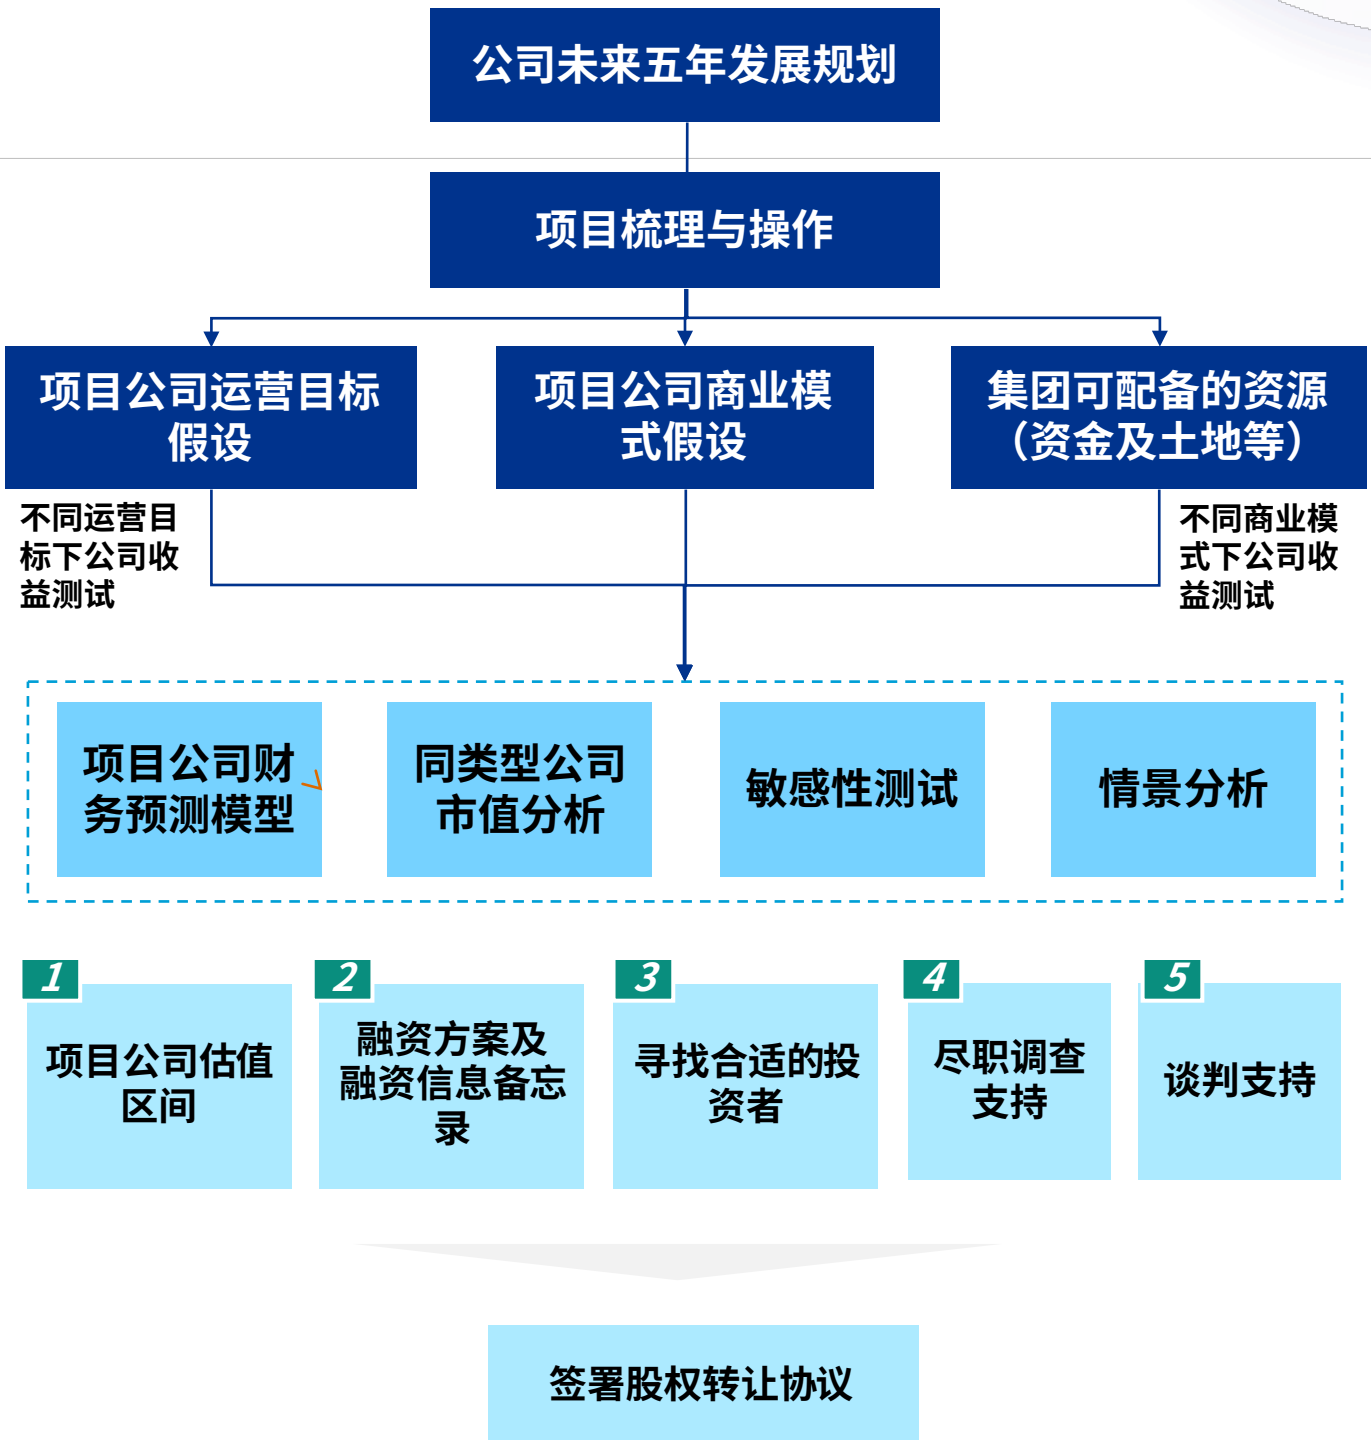 公司未来五年发展规划
项目梳理与操作
项目公司运营目标
假设
项目公司商业模
式假设
集团可配备的资源
（资金及土地等）
不同运营目
标下公司收
益测试
不同商业模
式下公司收
益测试
项目公司财
务预测模型
同类型公司
市值分析
敏感性测试
情景分析
1
项目公司估值
区间
2
融资方案及
融资信息备忘
录
3
寻找合适的投
资者
4
尽职调查
支持
5
谈判支持
签署股权转让协议